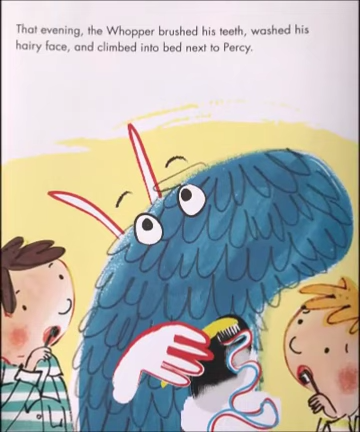 That evening, the Whopper brushed his teeth, washed his
hairy face, and climbed into bed next to Percy.